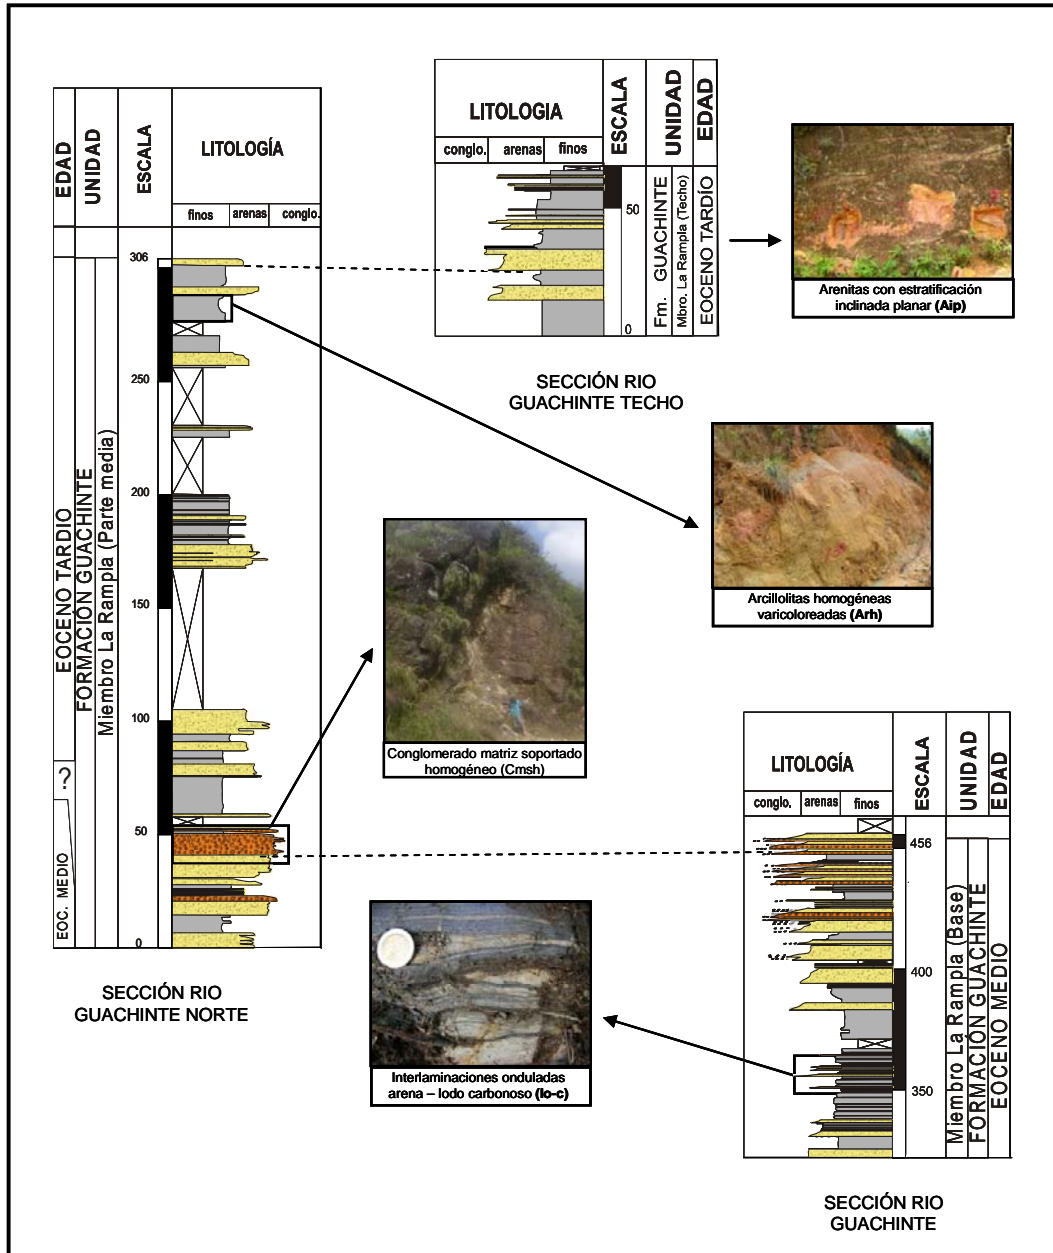 EDAD
UNIDAD
ESCALA
LITOLOGÍA
finos
arenas
conglo.
306
250
200
150
100
50
0
EOCENO TARDIO
?
EOC. MEDIO
FORMACIÓN GUACHINTE
Miembro La Rampla (Parte media)
SECCIÓN RIO
GUACHINTE NORTE
LITOLOGIA
ESCALA
UNIDAD
EDAD
conglo.
arenas
finos
50
0
Fm. GUACHINTE
Mbro. La Rampla (Techo)
EOCENO TARDÍO
SECCIÓN RIO
GUACHINTE TECHO
Arenitas con estratificación
inclinada planar (Aip)
Arcillolitas homogéneas
varicoloreadas (Arh)
Conglomerado matriz soportado
homogéneo (Cmsh)
Interlaminaciones onduladas
arena – lodo carbonoso (Io-c)
LITOLOGÍA
ESCALA
UNIDAD
EDAD
conglo.
arenas
finos
456
400
350
Miembro La Rampla (Base)
FORMACIÓN GUACHINTE
EOCENO MEDIO
SECCIÓN RIO
GUACHINTE